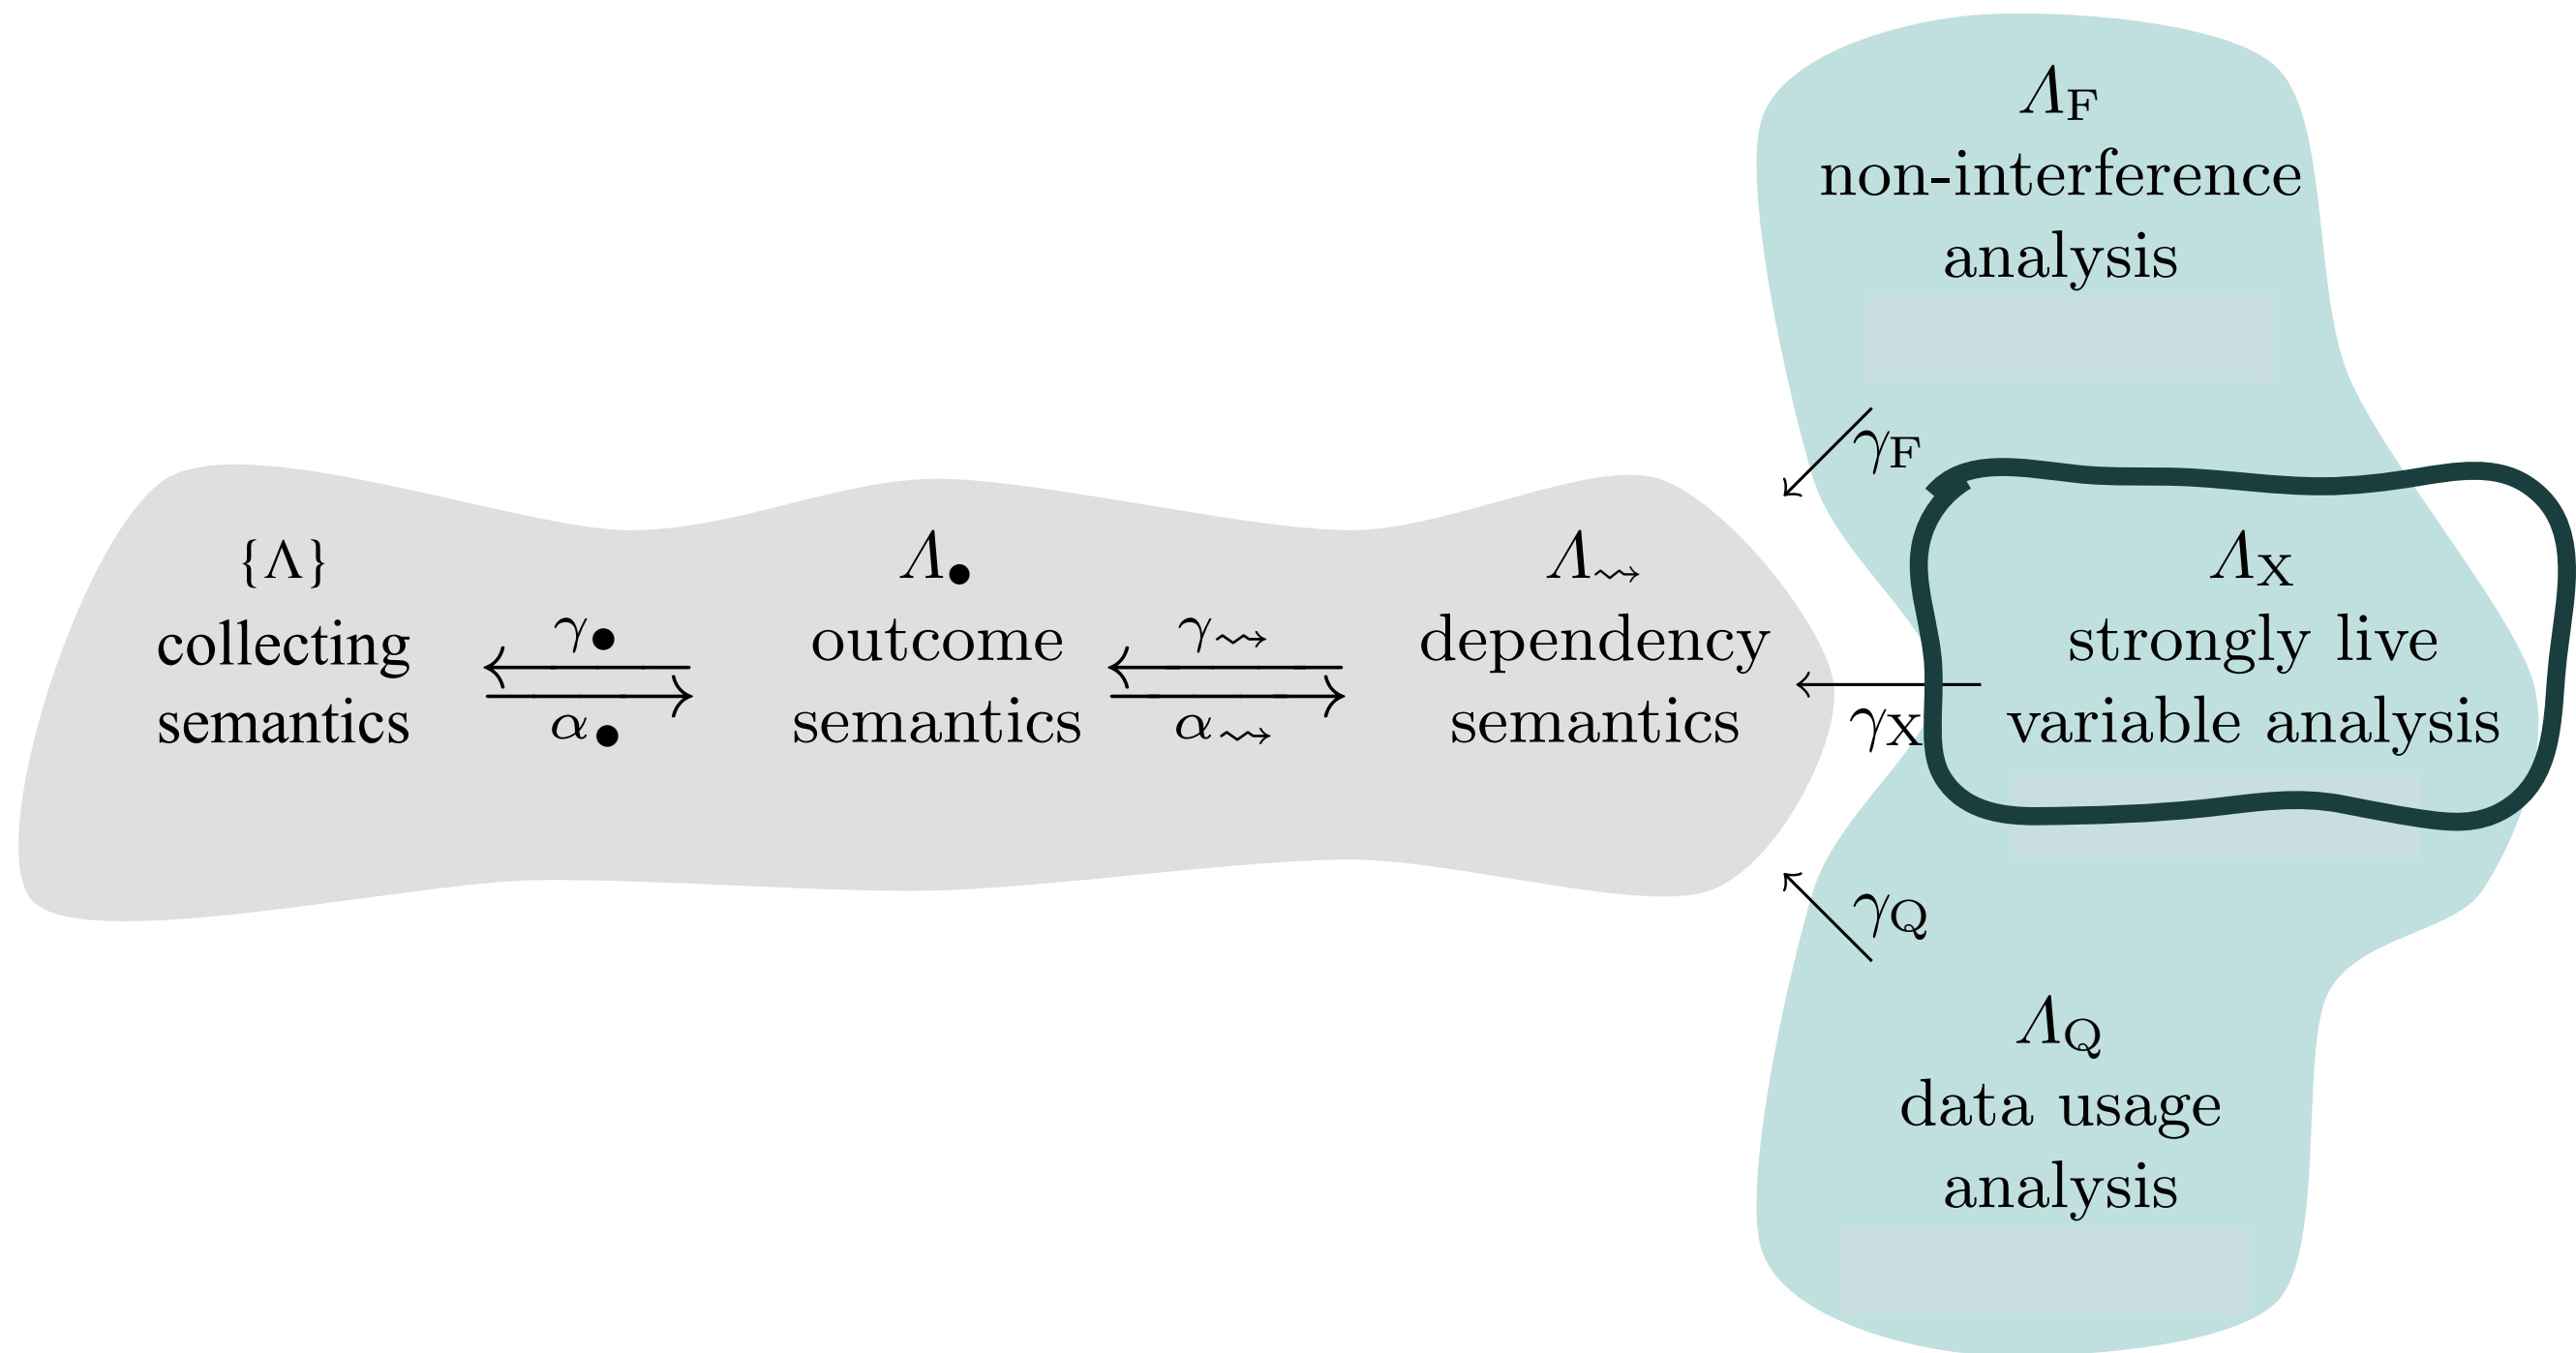 Λ_F
non-interference
analysis
γ_F
{Λ}
collecting
semantics
γ_●
α_●
Λ_●
outcome
semantics
γ_⇝
α_⇝
Λ_⇝
dependency
semantics
γ_X
Λ_X
strongly live
variable analysis
γ_Q
Λ_Q
data usage
analysis